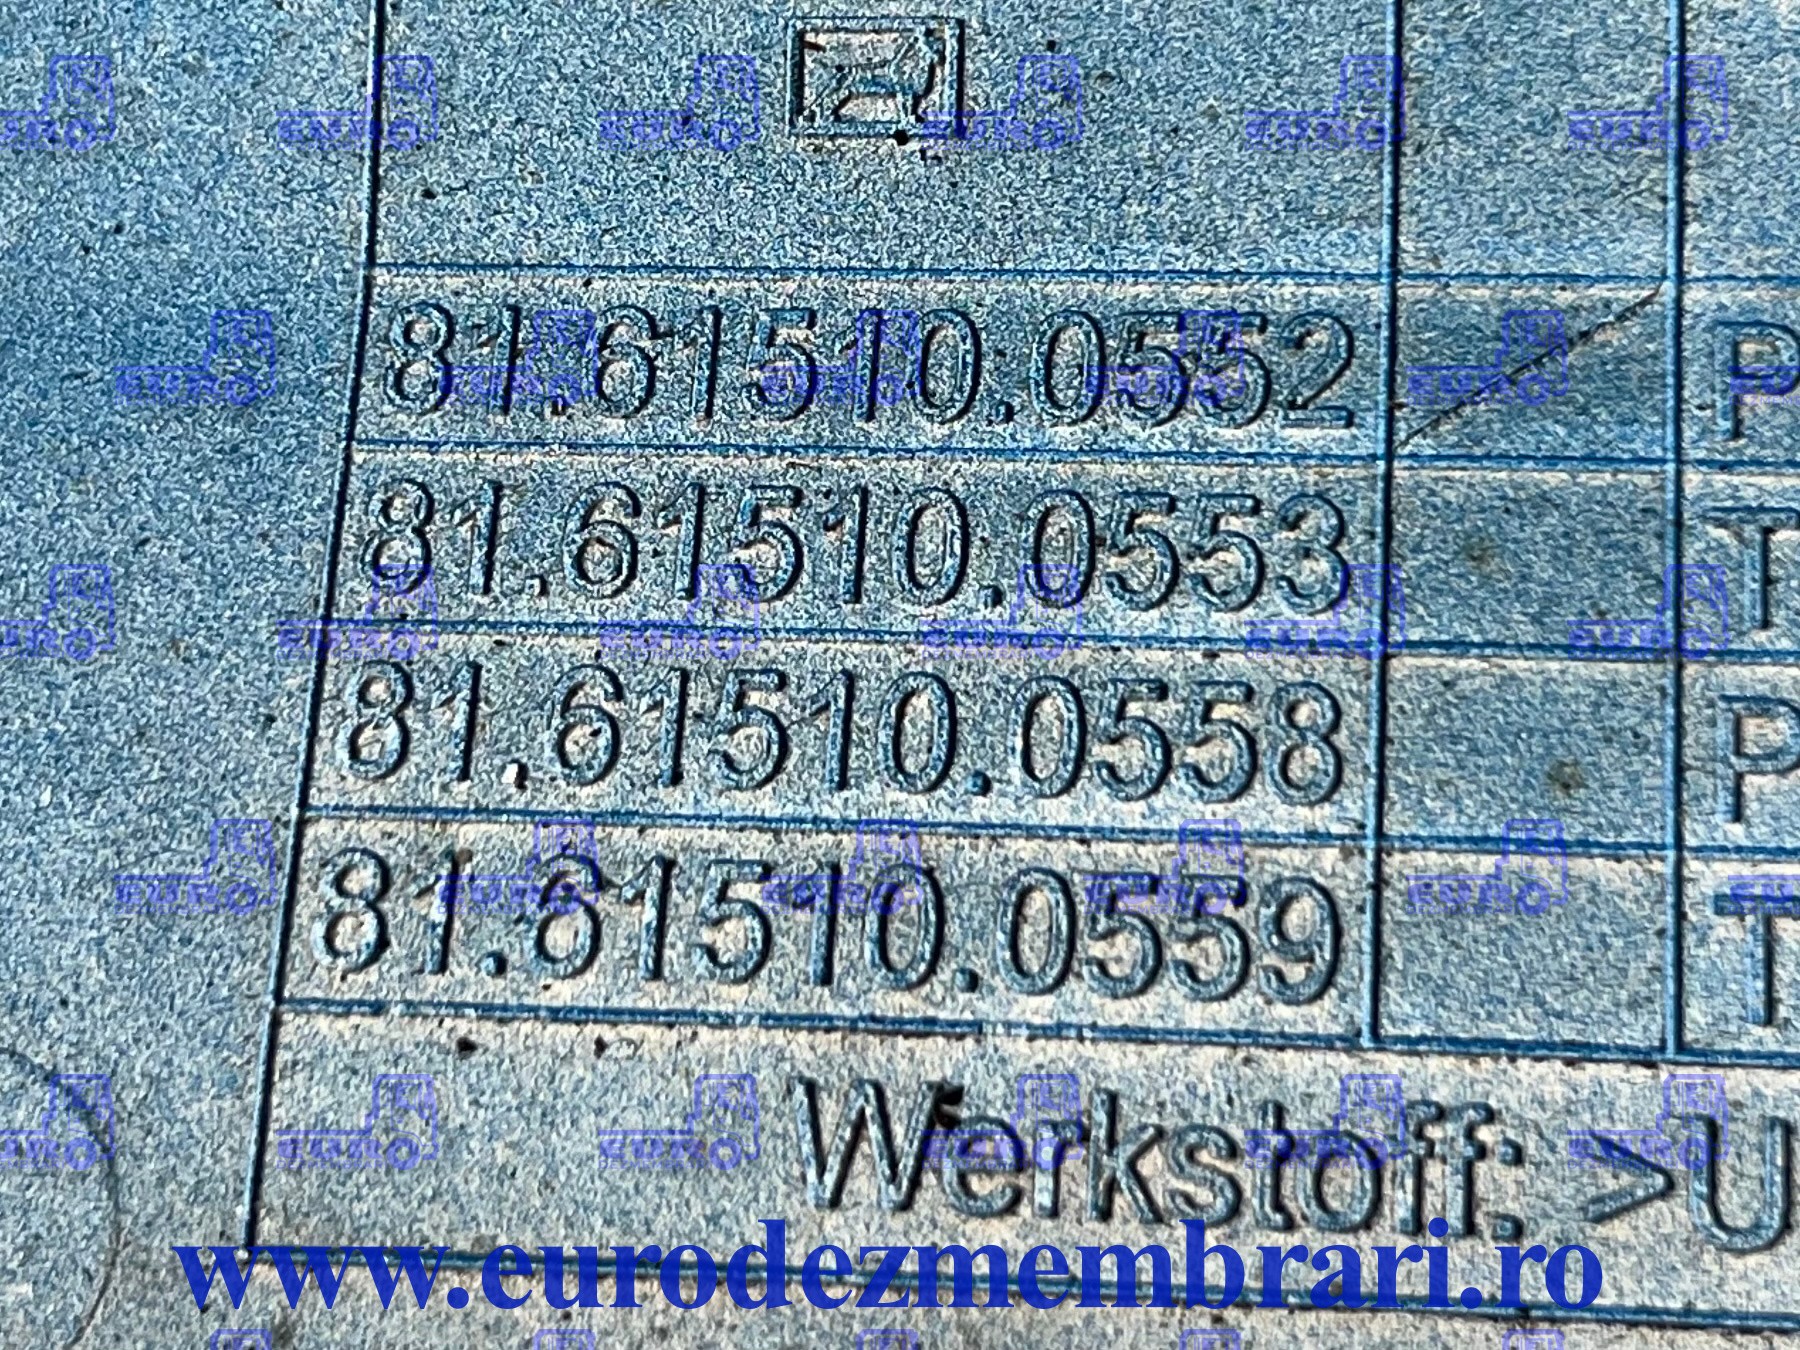 81.61510.0552 P
81.61510.0553 T
81.61510.0558 P
81.61510.0559 T
Werkstoff: >U
www.eurodezmembrari.ro